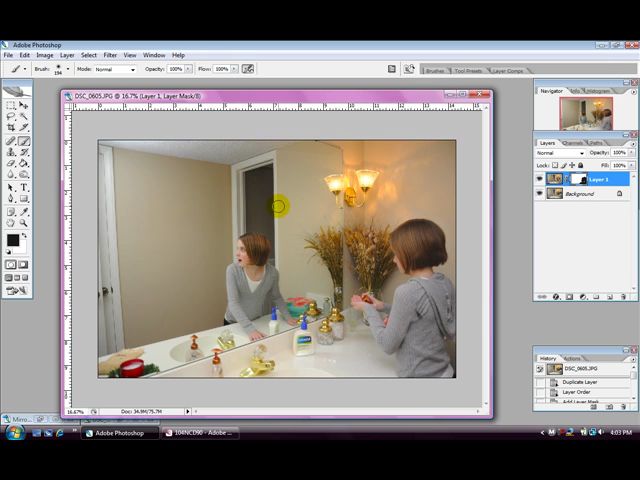 Adobe Photoshop
File Edit Image Layer Select Filter View Window Help
Brush: 194 Mode: Normal Opacity: 100% Flow: 100%
Brushes Tool Presets Layer Comps
DSC_0605.JPG @ 16.7% (Layer 1, Layer Mask/8)
Navigator Info Histogram
Layers Channels Paths
Normal Opacity: 100%
Lock: Fill: 100%
Layer 1
Background
History Actions
DSC_0605.JPG
Duplicate Layer
Layer Order
Add Layer Mask
16.67% Doc: 34.9M/75.7M
Mirro...
Adobe Photoshop
104NCD90 - Adobe P...
4:03 PM